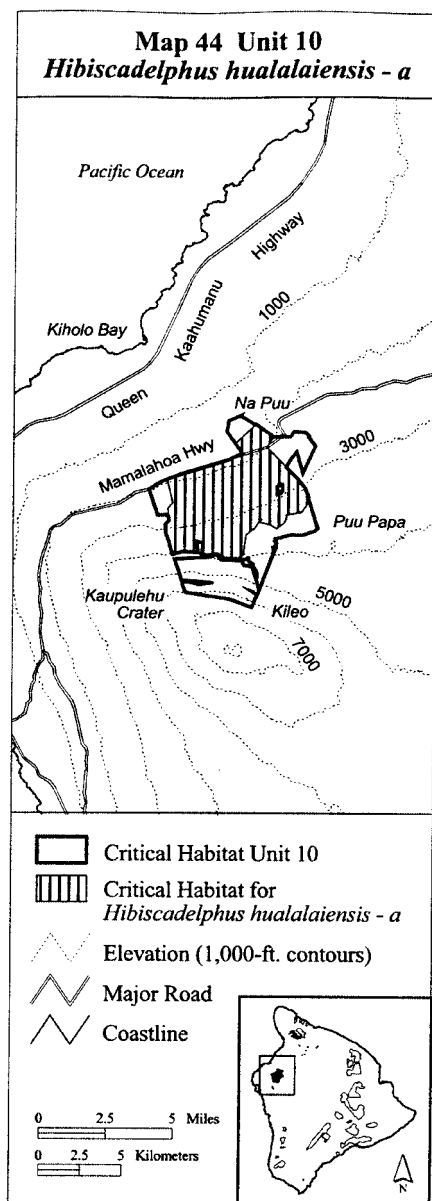 Map 44 Unit 10
Hibiscadelphus hualalaiensis - a
Pacific Ocean
Highway
Kaahumanu
Queen
Kiholo Bay
1000
Na Puu
Mamalahoa Hwy
3000
Puu Papa
Kaupulehu
Crater
Kileo
5000
7000
Critical Habitat Unit 10
Critical Habitat for
Hibiscadelphus hualalaiensis - a
Elevation (1,000-ft. contours)
Major Road
Coastline
0 2.5 5 Miles
0 2.5 5 Kilometers
N